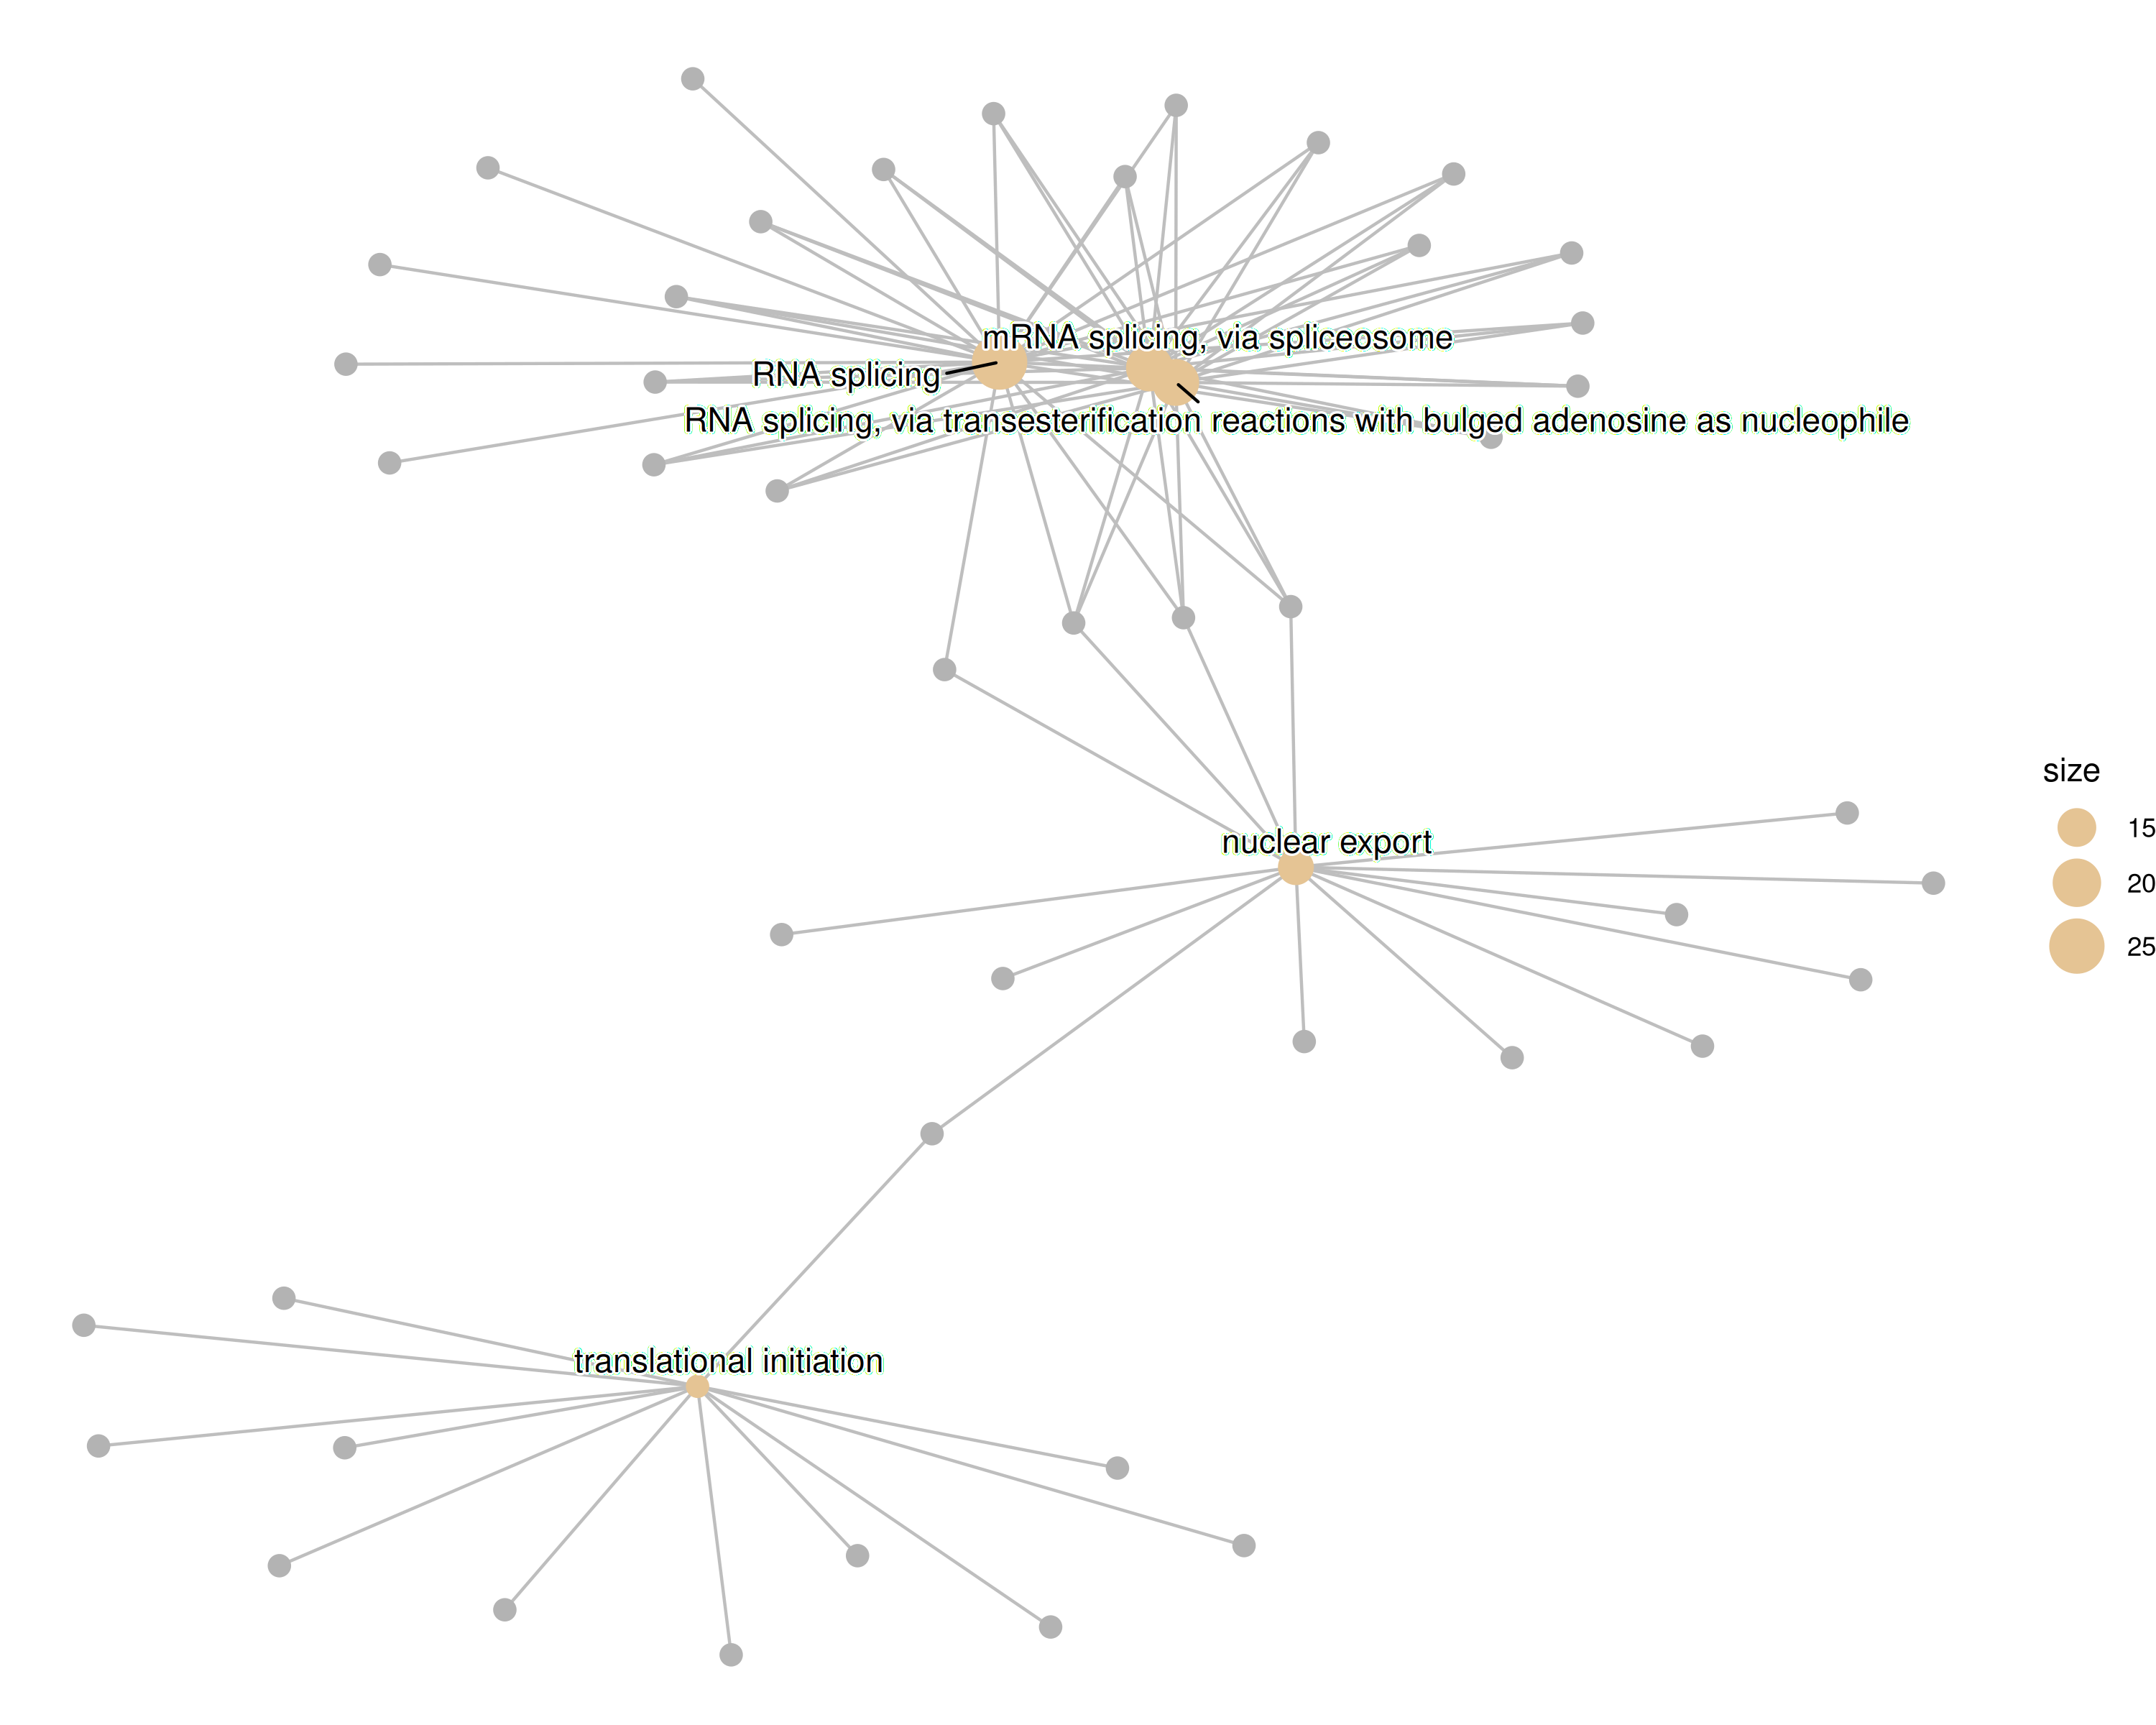 mRNA splicing, via spliceosome
RNA splicing
RNA splicing, via transesterification reactions with bulged adenosine as nucleophile
nuclear export
translational initiation
size
15
20
25